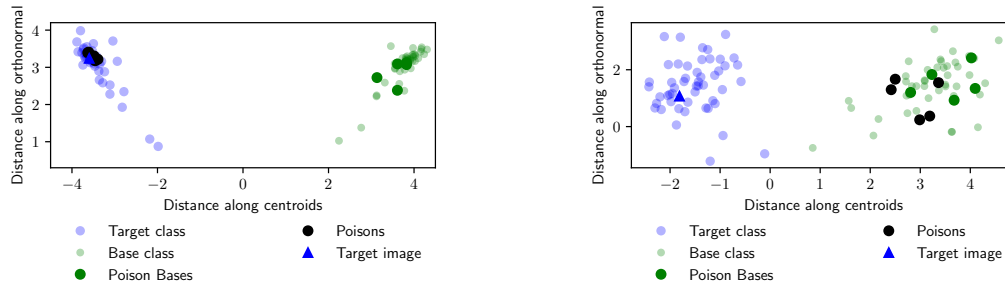 4
3
2
1
Distance along orthonormal
−4
−2
0
2
4
Distance along centroids
Target class
Base class
Poison Bases
Poisons
Target image
2
0
Distance along orthonormal
−2
−1
0
1
2
3
4
Distance along centroids
Target class
Base class
Poison Bases
Poisons
Target image